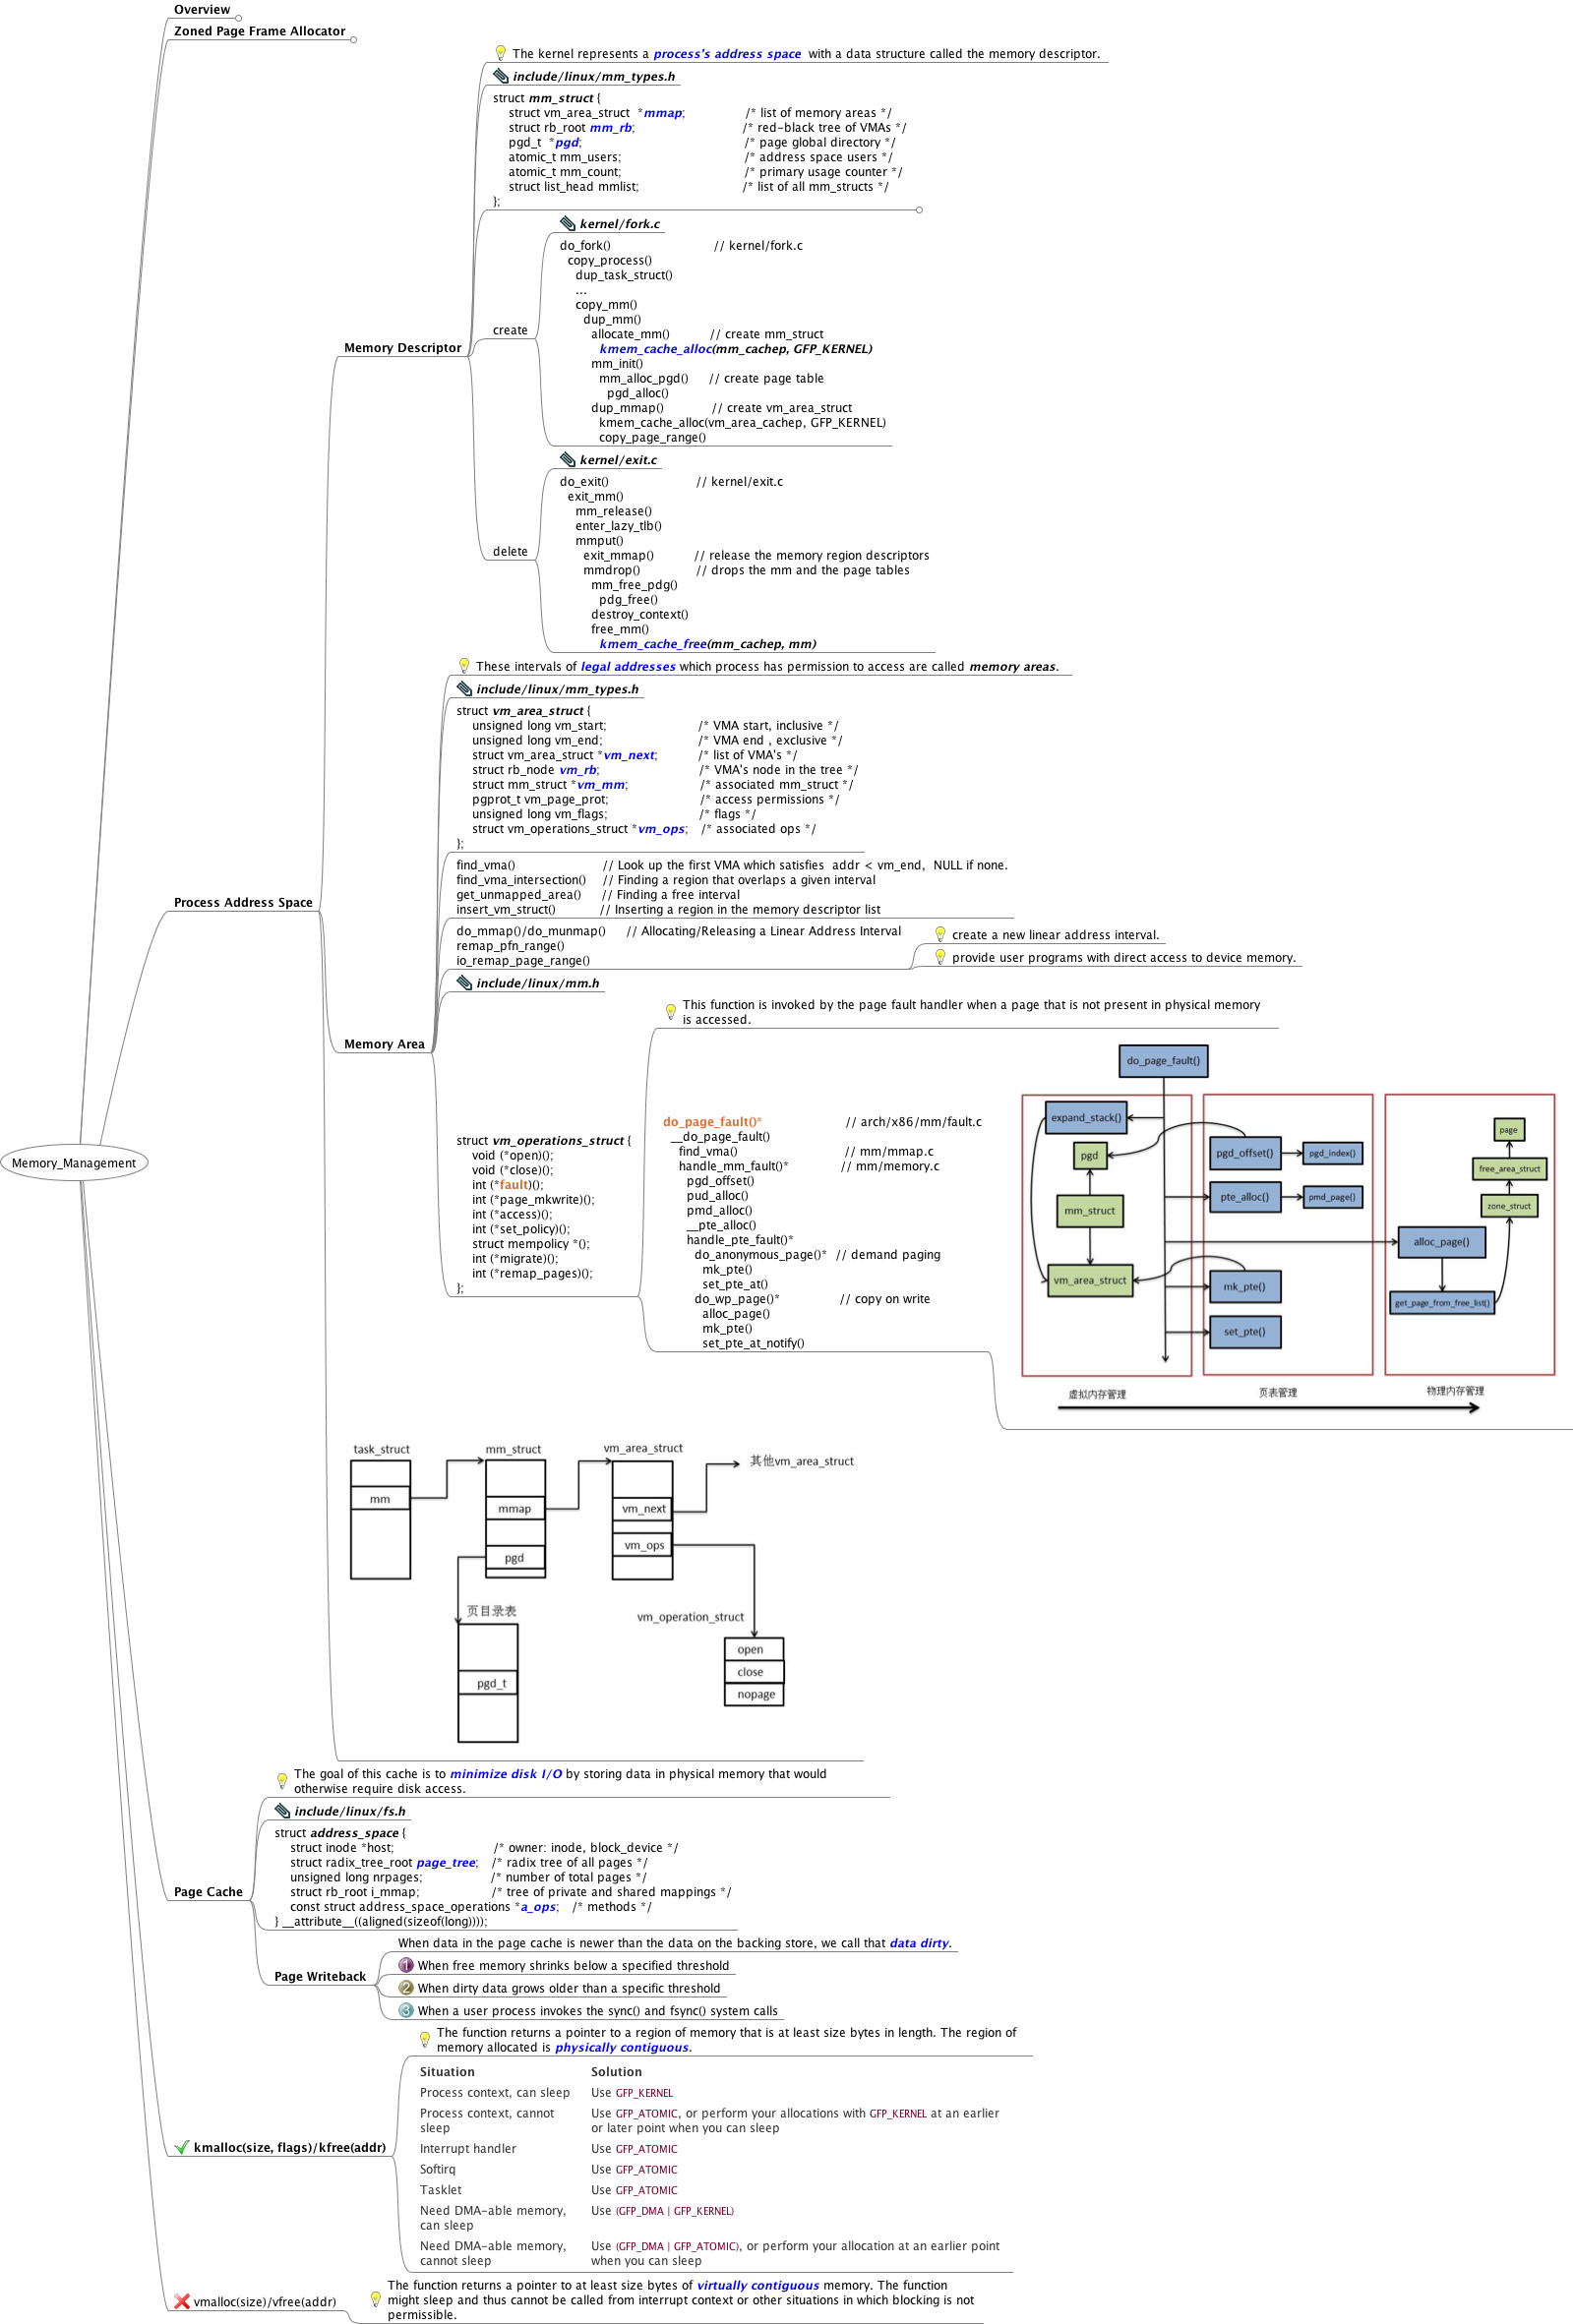 Overview
Zoned Page Frame Allocator
The kernel represents a process's address space with a data structure called the memory descriptor.
include/linux/mm_types.h
struct mm_struct {
struct vm_area_struct *mmap; /* list of memory areas */
struct rb_root mm_rb; /* red-black tree of VMAs */
pgd_t *pgd; /* page global directory */
atomic_t mm_users; /* address space users */
atomic_t mm_count; /* primary usage counter */
struct list_head mmlist; /* list of all mm_structs */
};
kernel/fork.c
do_fork() // kernel/fork.c
copy_process()
dup_task_struct()
...
copy_mm()
dup_mm()
create
allocate_mm() // create mm_struct
Memory Descriptor
kmem_cache_alloc(mm_cachep, GFP_KERNEL)
mm_init()
mm_alloc_pgd() // create page table
pgd_alloc()
dup_mmap() // create vm_area_struct
kmem_cache_alloc(vm_area_cachep, GFP_KERNEL)
copy_page_range()
kernel/exit.c
do_exit() // kernel/exit.c
exit_mm()
mm_release()
enter_lazy_tlb()
mmput()
delete
exit_mmap() // release the memory region descriptors
mmdrop() // drops the mm and the page tables
mm_free_pdg()
pdg_free()
destroy_context()
free_mm()
kmem_cache_free(mm_cachep, mm)
These intervals of legal addresses which process has permission to access are called memory areas.
include/linux/mm_types.h
struct vm_area_struct {
unsigned long vm_start; /* VMA start, inclusive */
unsigned long vm_end; /* VMA end , exclusive */
struct vm_area_struct *vm_next; /* list of VMA's */
struct rb_node vm_rb; /* VMA's node in the tree */
struct mm_struct *vm_mm; /* associated mm_struct */
pgprot_t vm_page_prot; /* access permissions */
unsigned long vm_flags; /* flags */
struct vm_operations_struct *vm_ops; /* associated ops */
};
find_vma() // Look up the first VMA which satisfies addr < vm_end, NULL if none.
find_vma_intersection() // Finding a region that overlaps a given interval
get_unmapped_area() // Finding a free interval
Process Address Space
insert_vm_struct() // Inserting a region in the memory descriptor list
do_mmap()/do_munmap() // Allocating/Releasing a Linear Address Interval
remap_pfn_range()
io_remap_page_range()
create a new linear address interval.
provide user programs with direct access to device memory.
include/linux/mm.h
Memory Area
This function is invoked by the page fault handler when a page that is not present in physical memory
is accessed.
struct vm_operations_struct {
void (*open)();
void (*close)();
int (*fault)();
int (*page_mkwrite)();
int (*access)();
int (*set_policy)();
struct mempolicy *();
int (*migrate)();
int (*remap_pages)();
};
do_page_fault()* // arch/x86/mm/fault.c
__do_page_fault()
find_vma() // mm/mmap.c
handle_mm_fault()* // mm/memory.c
pgd_offset()
pud_alloc()
pmd_alloc()
__pte_alloc()
handle_pte_fault()*
do_anonymous_page()* // demand paging
mk_pte()
set_pte_at()
do_wp_page()* // copy on write
alloc_page()
mk_pte()
set_pte_at_notify()
do_page_fault()
expand_stack()
pgd
mm_struct
vm_area_struct
pgd_offset()
pgd_index()
pte_alloc()
pmd_page()
mk_pte()
set_pte()
page
free_area_struct
zone_struct
alloc_page()
get_page_from_free_list()
虚拟内存管理
页表管理
物理内存管理
Memory_Management
task_struct
mm_struct
vm_area_struct
其他vm_area_struct
mm
mmap
vm_next
vm_ops
pgd
页目录表
vm_operation_struct
pgd_t
open
close
nopage
The goal of this cache is to minimize disk I/O by storing data in physical memory that would
otherwise require disk access.
include/linux/fs.h
struct address_space {
struct inode *host; /* owner: inode, block_device */
struct radix_tree_root page_tree; /* radix tree of all pages */
unsigned long nrpages; /* number of total pages */
struct rb_root i_mmap; /* tree of private and shared mappings */
const struct address_space_operations *a_ops; /* methods */
} __attribute__((aligned(sizeof(long))));
Page Cache
When data in the page cache is newer than the data on the backing store, we call that data dirty.
Page Writeback
1 When free memory shrinks below a specified threshold
2 When dirty data grows older than a specific threshold
3 When a user process invokes the sync() and fsync() system calls
The function returns a pointer to a region of memory that is at least size bytes in length. The region of
memory allocated is physically contiguous.
kmalloc(size, flags)/kfree(addr)
Situation Solution
Process context, can sleep Use GFP_KERNEL
Process context, cannot Use GFP_ATOMIC, or perform your allocations with GFP_KERNEL at an earlier
sleep or later point when you can sleep
Interrupt handler Use GFP_ATOMIC
Softirq Use GFP_ATOMIC
Tasklet Use GFP_ATOMIC
Need DMA-able memory, Use (GFP_DMA | GFP_KERNEL)
can sleep
Need DMA-able memory, Use (GFP_DMA | GFP_ATOMIC), or perform your allocation at an earlier point
cannot sleep when you can sleep
vmalloc(size)/vfree(addr)
The function returns a pointer to at least size bytes of virtually contiguous memory. The function
might sleep and thus cannot be called from interrupt context or other situations in which blocking is not
permissible.